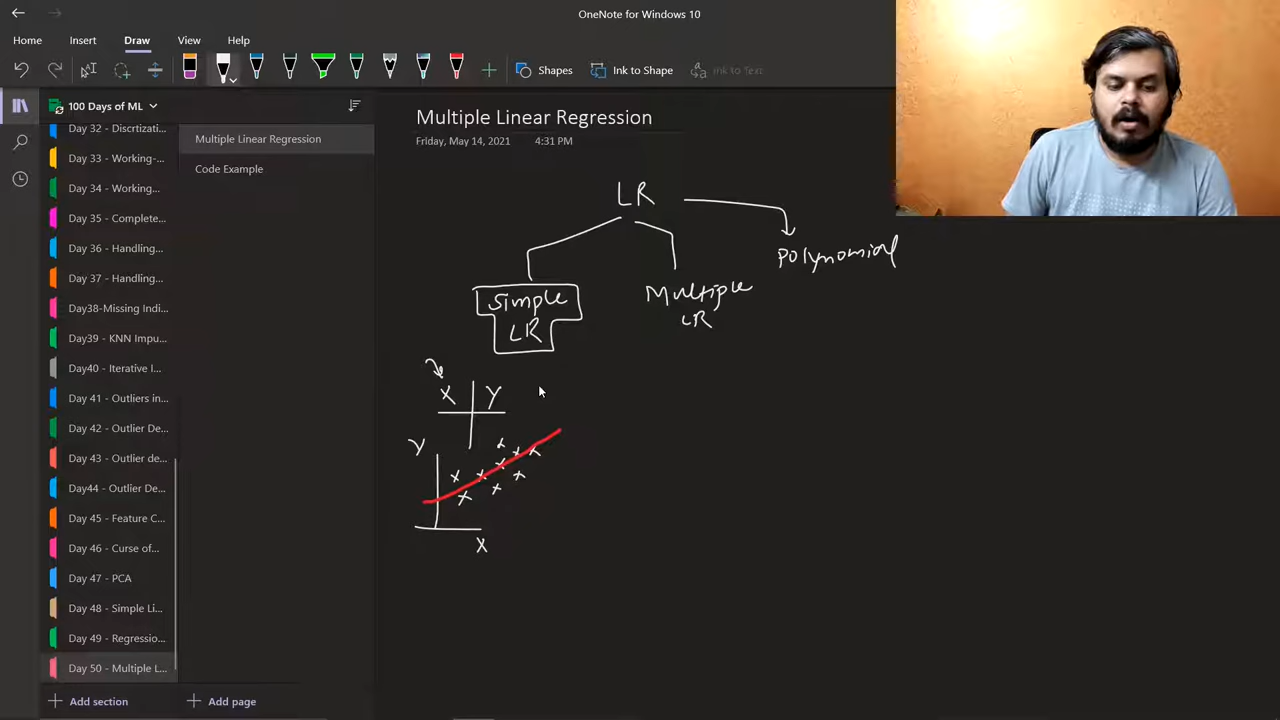 OneNote for Windows 10
Home
Insert
Draw
View
Help
Shapes
Ink to Shape
Ink to Text
100 Days of ML
Day 32 - Discrtizati...
Day 33 - Working-...
Day 34 - Working...
Day 35 - Complete...
Day 36 - Handling...
Day 37 - Handling...
Day38-Missing Indi...
Day39 - KNN Impu...
Day40 - Iterative I...
Day 41 - Outliers in...
Day 42 - Outlier De...
Day 43 - Outlier de...
Day44 - Outlier De...
Day 45 - Feature C...
Day 46 - Curse of...
Day 47 - PCA
Day 48 - Simple Li...
Day 49 - Regressio...
Day 50 - Multiple L...
Add section
Multiple Linear Regression
Code Example
Add page
Multiple Linear Regression
Friday, May 14, 2021 4:31 PM
LR
Polynomial
Simple
LR
Multiple
LR
X Y
Y
X